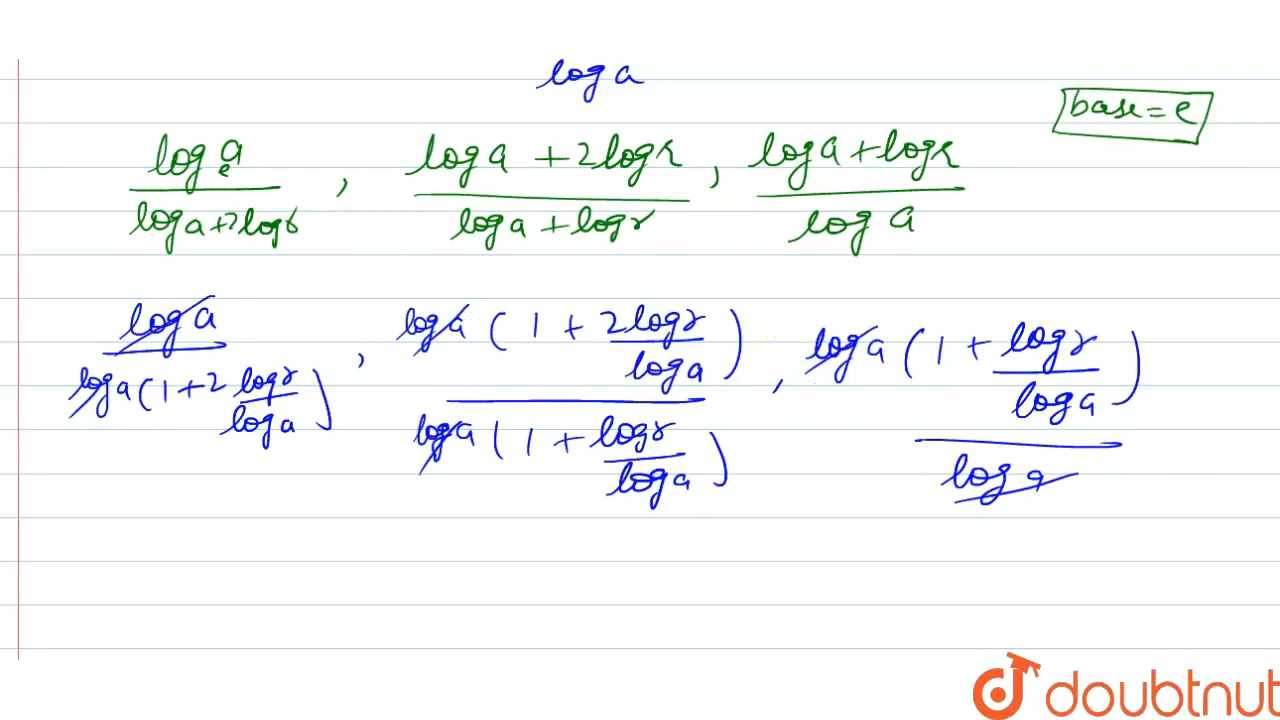 log a
base = e
log_e a / (log a + 2 log r) , (log a + 2 log r) / (log a + log r) , (log a + log r) / log a
log a / (log a (1 + 2 log r / log a)) , log a (1 + 2 log r / log a) / (log a (1 + log r / log a)) , log a (1 + log r / log a) / log a
doubtnut